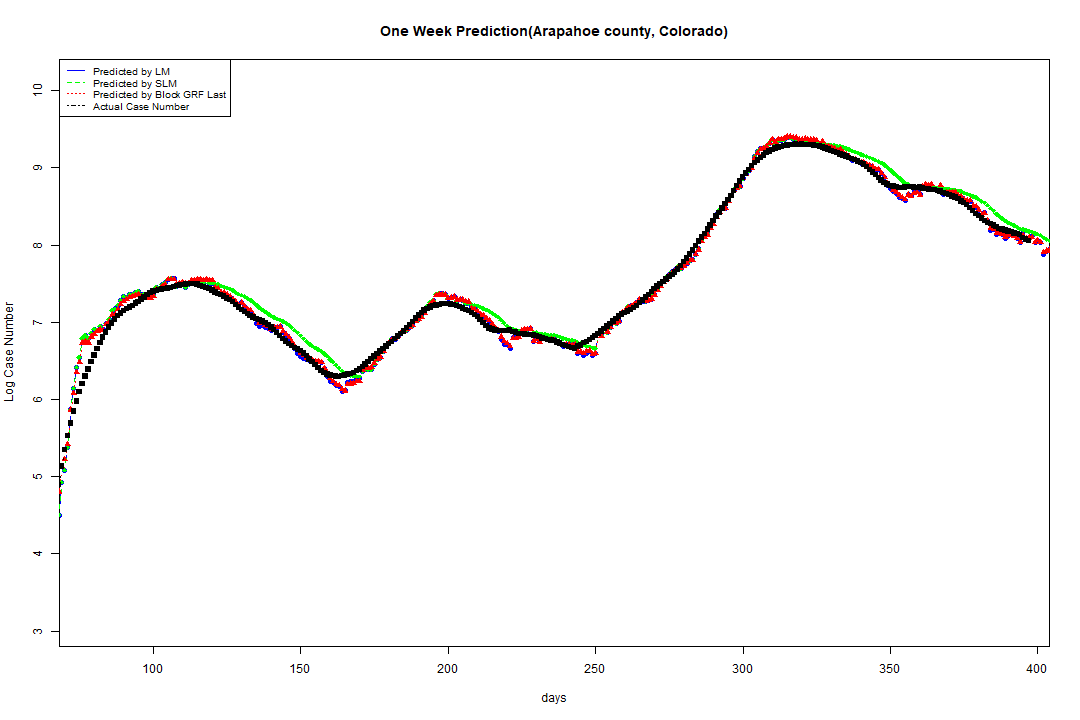 One Week Prediction(Arapahoe county, Colorado)
Predicted by LM
Predicted by SLM
Predicted by Block GRF Last
Actual Case Number
10
9
8
7
6
5
4
3
Log Case Number
100 150 200 250 300 350 400
days